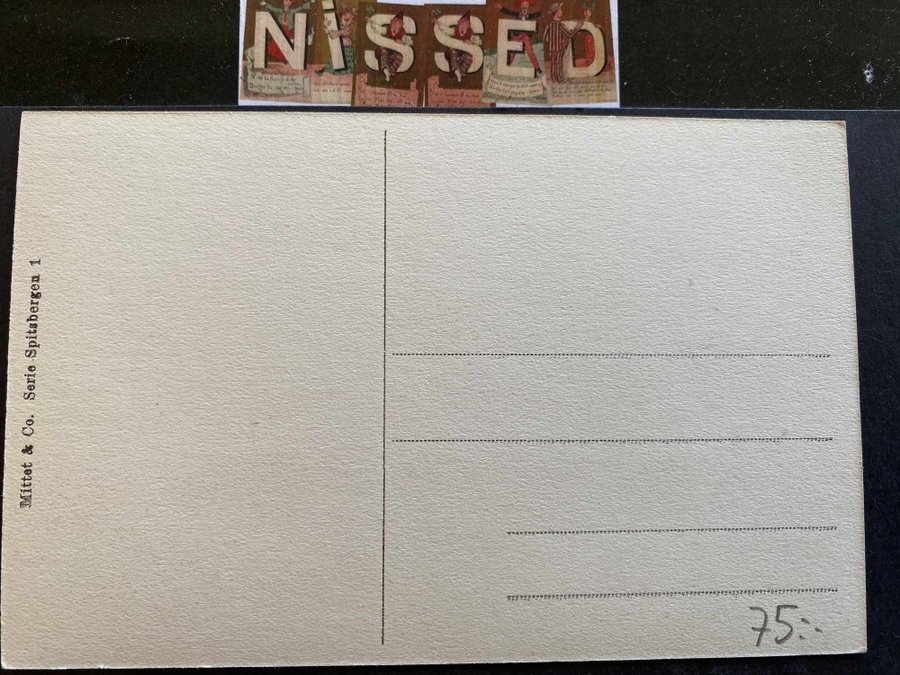 NiSSED
Mittet & Co. Serie Spitsbergen 1
75:-